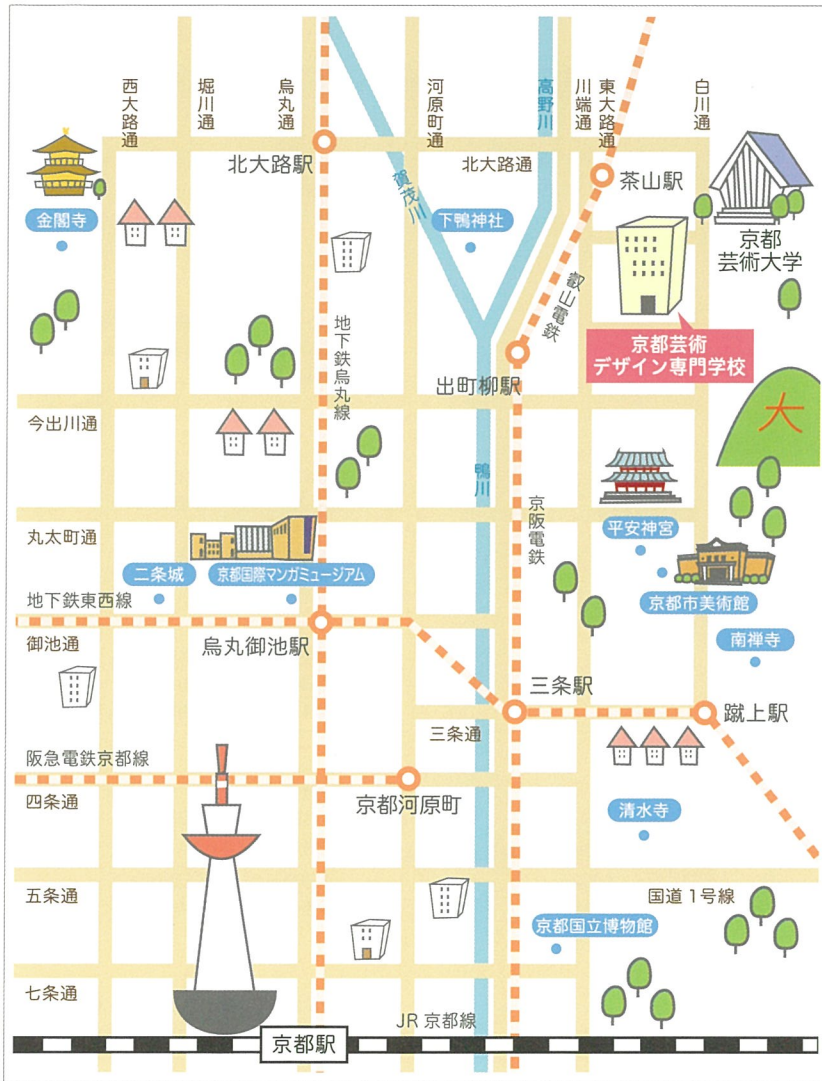 西大路通
堀川通
烏丸通
河原町通
高野川
川端通
東大路通
白川通
北大路駅
北大路通
茶山駅
賀茂川
金閣寺
下鴨神社
京都
芸術大学
叡山電鉄
地下鉄烏丸線
京都芸術
デザイン専門学校
出町柳駅
大
今出川通
鴨川
京阪電鉄
丸太町通
平安神宮
二条城
京都国際マンガミュージアム
京都市美術館
地下鉄東西線
御池通
烏丸御池駅
南禅寺
三条駅
蹴上駅
三条通
阪急電鉄京都線
四条通
京都河原町
清水寺
五条通
国道1号線
京都国立博物館
七条通
JR 京都線
京都駅